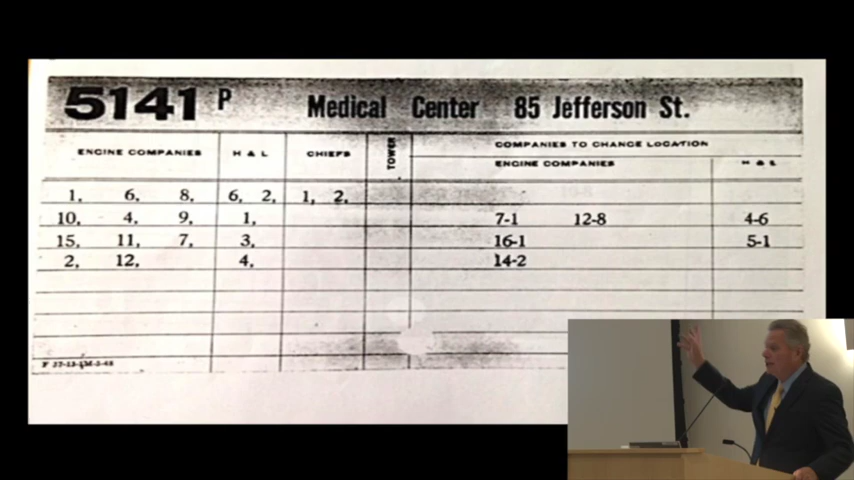 5141 P Medical Center 85 Jefferson St.
COMPANIES TO CHANGE LOCATION
ENGINE COMPANIES H & L CHIEFS TOWER ENGINE COMPANIES H & L
1, 6, 8, 6, 2, 1, 2,
10, 4, 9, 1, 7-1 12-8 4-6
15, 11, 7, 3, 16-1 5-1
2, 12, 4, 14-2